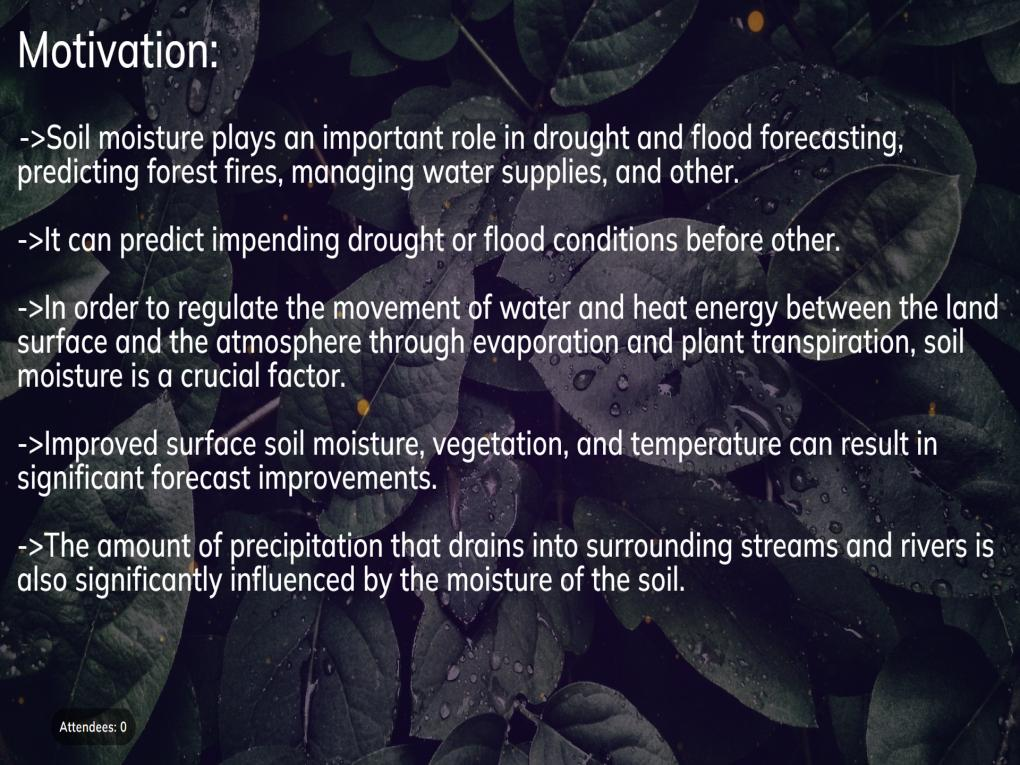 Motivation:
->Soil moisture plays an important role in drought and flood forecasting,
predicting forest fires, managing water supplies, and other.
->It can predict impending drought or flood conditions before other.
->In order to regulate the movement of water and heat energy between the land
surface and the atmosphere through evaporation and plant transpiration, soil
moisture is a crucial factor.
->Improved surface soil moisture, vegetation, and temperature can result in
significant forecast improvements.
->The amount of precipitation that drains into surrounding streams and rivers is
also significantly influenced by the moisture of the soil.
Attendees: 0